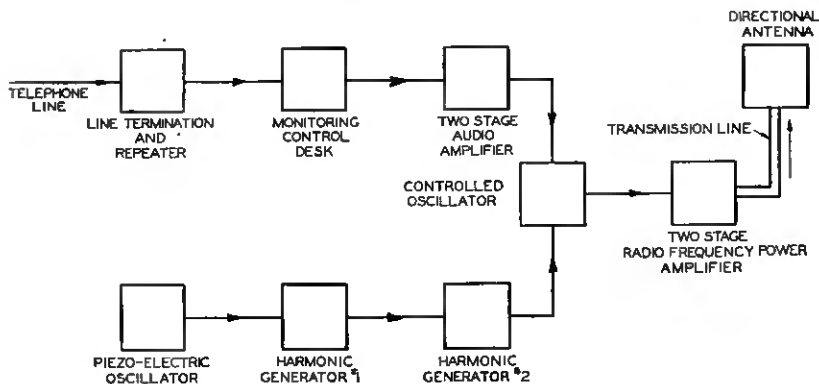 DIRECTIONAL
ANTENNA
TELEPHONE
LINE
LINE TERMINATION
AND
REPEATER
MONITORING
CONTROL
DESK
TWO STAGE
AUDIO
AMPLIFIER
TRANSMISSION LINE
CONTROLLED
OSCILLATOR
TWO STAGE
RADIO FREQUENCY POWER
AMPLIFIER
PIEZO-ELECTRIC
OSCILLATOR
HARMONIC
GENERATOR #1
HARMONIC
GENERATOR #2